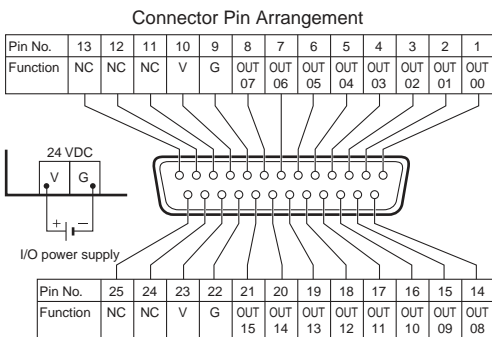 Connector Pin Arrangement
Pin No. 13 12 11 10 9 8 7 6 5 4 3 2 1
Function NC NC NC V G OUT 07 OUT 06 OUT 05 OUT 04 OUT 03 OUT 02 OUT 01 OUT 00
24 VDC
V G
+ −
I/O power supply
Pin No. 25 24 23 22 21 20 19 18 17 16 15 14
Function NC NC V G OUT 15 OUT 14 OUT 13 OUT 12 OUT 11 OUT 10 OUT 09 OUT 08